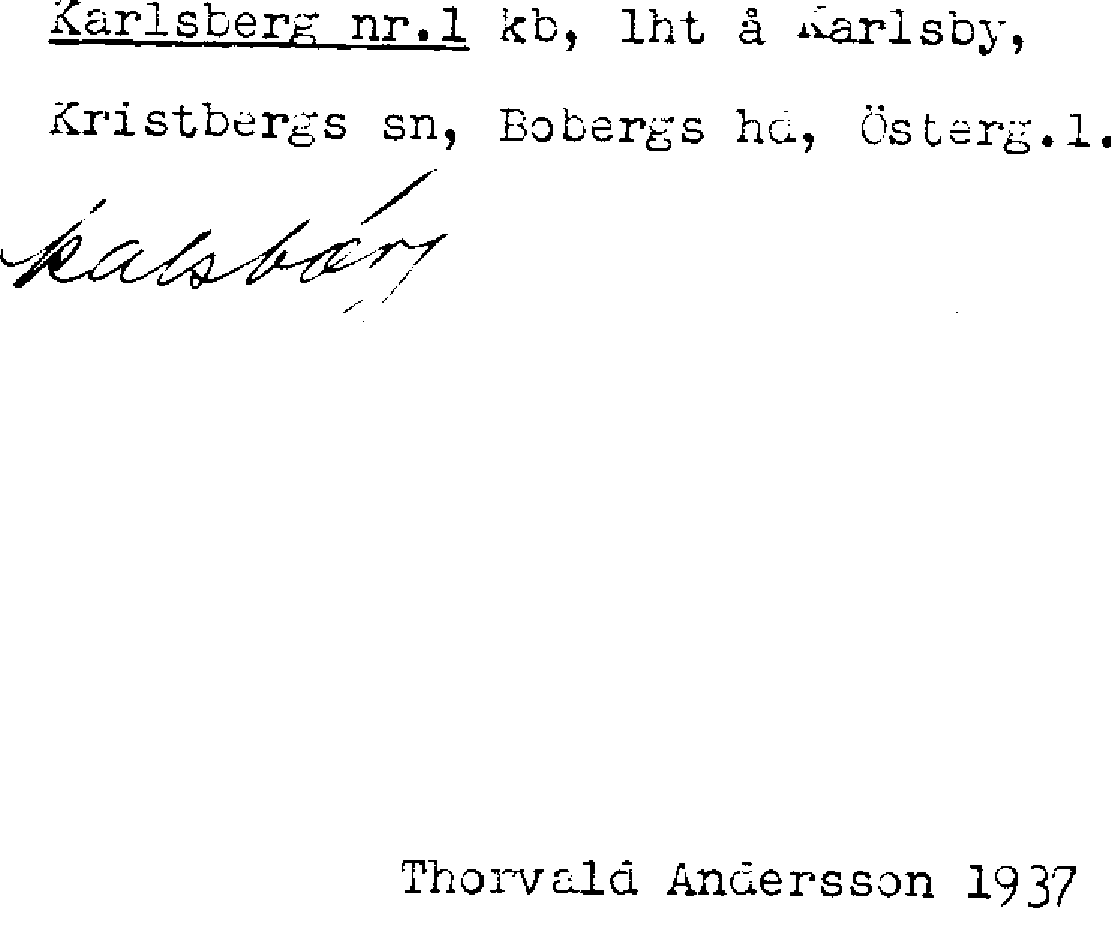 Karlsberg nr.1 kb, lht å Karlsby,
Kristbergs sn, Bobergs hd, Österg.l.
kalsbärj
Thorvald Andersson 1937